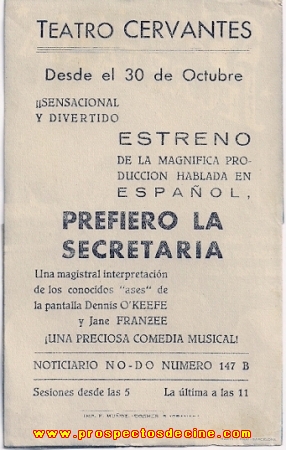 TEATRO CERVANTES
Desde el 30 de Octubre
¡¡SENSACIONAL
Y DIVERTIDO
ESTRENO
DE LA MAGNIFICA PRO-
DUCCION HABLADA EN
ESPAÑOL,
PREFIERO LA
SECRETARIA
Una magistral interpretación
de los conocidos "ases" de
la pantalla Dennis O'KEEFE
y Jane FRANZEE
¡UNA PRECIOSA COMEDIA MUSICAL!
NOTICIARIO NO-DO NUMERO 147 B
Sesiones desde las 5 La última a las 11
www.prospectosdecine.com